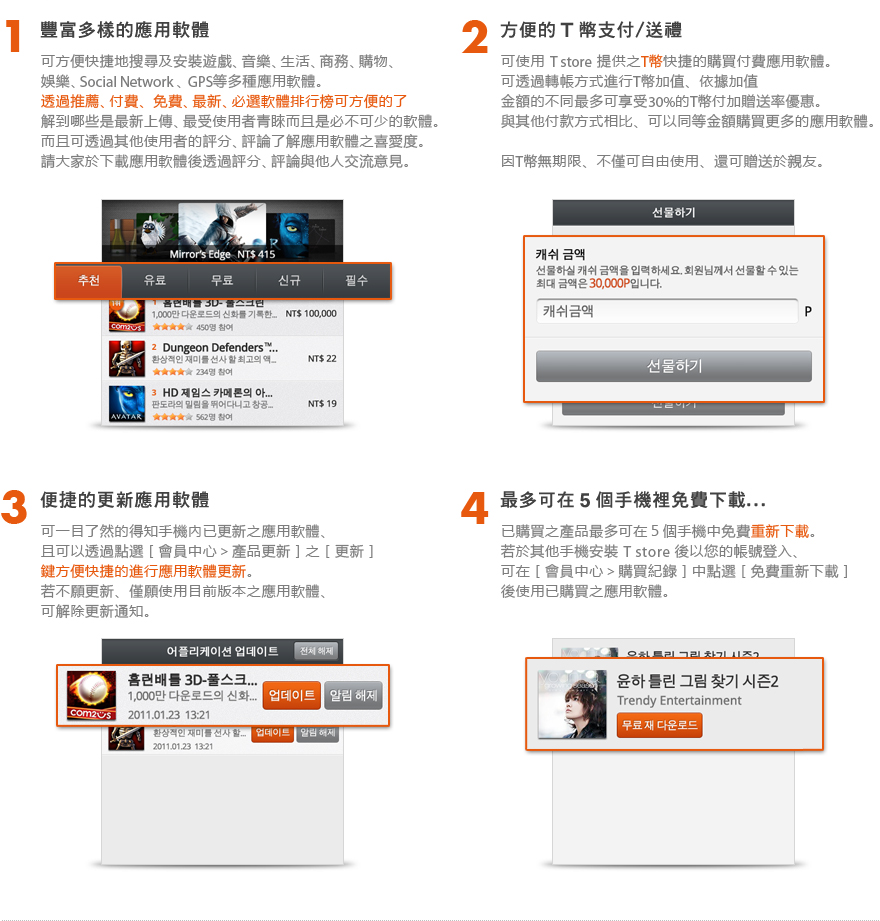 1 豐富多樣的應用軟體
可方便快捷地搜尋及安裝遊戲、音樂、生活、商務、購物、
娛樂、Social Network 、GPS等多種應用軟體。
透過推薦、付費、免費、最新、必選軟體排行榜可方便的了
解到哪些是最新上傳、最受使用者青睞而且是必不可少的軟體。
而且可透過其他使用者的評分、評論了解應用軟體之喜愛度。
請大家於下載應用軟體後透過評分、評論與他人交流意見。
Mirror's Edge NT$ 415
추천 유료 무료 신규 필수
1 홈런배틀 3D- 풀스크린
1,000만 다운로드의 신화를 기록한... NT$ 100,000
com2us
450명 참여
2 Dungeon Defenders™...
환상적인 재미를 선사 할 최고의 액... NT$ 22
234명 참여
3 HD 제임스 카메론의 아...
판도라의 밀림을 뛰어다니고 창공... NT$ 19
AVATAR
562명 참여
2 方便的 T 幣支付/送禮
可使用 T store 提供之T幣快捷的購買付費應用軟體。
可透過轉帳方式進行T幣加值、依據加值
金額的不同最多可享受30%的T幣付加贈送率優惠。
與其他付款方式相比、可以同等金額購買更多的應用軟體。
因T幣無期限、不僅可自由使用、還可贈送於親友。
선물하기
캐쉬 금액
선물하실 캐쉬 금액을 입력하세요. 회원님께서 선물할 수 있는
최대 금액은 30,000P입니다.
캐쉬금액 P
선물하기
선물하기
3 便捷的更新應用軟體
可一目了然的得知手機內已更新之應用軟體、
且可以透過點選 [ 會員中心 > 產品更新 ] 之 [ 更新 ]
鍵方便快捷的進行應用軟體更新。
若不願更新、僅願使用目前版本之應用軟體、
可解除更新通知。
어플리케이션 업데이트 전체 해제
홈런배틀 3D-풀스크...
1,000만 다운로드의 신화... 업데이트 알림 해제
com2us
2011.01.23 13:21
환상적인 재미를 선사 할... 업데이트 알림 해제
2011.01.23 13:21
4 最多可在 5 個手機裡免費下載...
已購買之產品最多可在 5 個手機中免費重新下載。
若於其他手機安裝 T store 後以您的帳號登入、
可在 [ 會員中心 > 購買紀錄 ] 中點選 [ 免費重新下載 ]
後使用已購買之應用軟體。
윤하 틀린 그림 찾기 시즌2
윤하 틀린 그림 찾기 시즌2
Trendy Entertainment
무료 재 다운로드